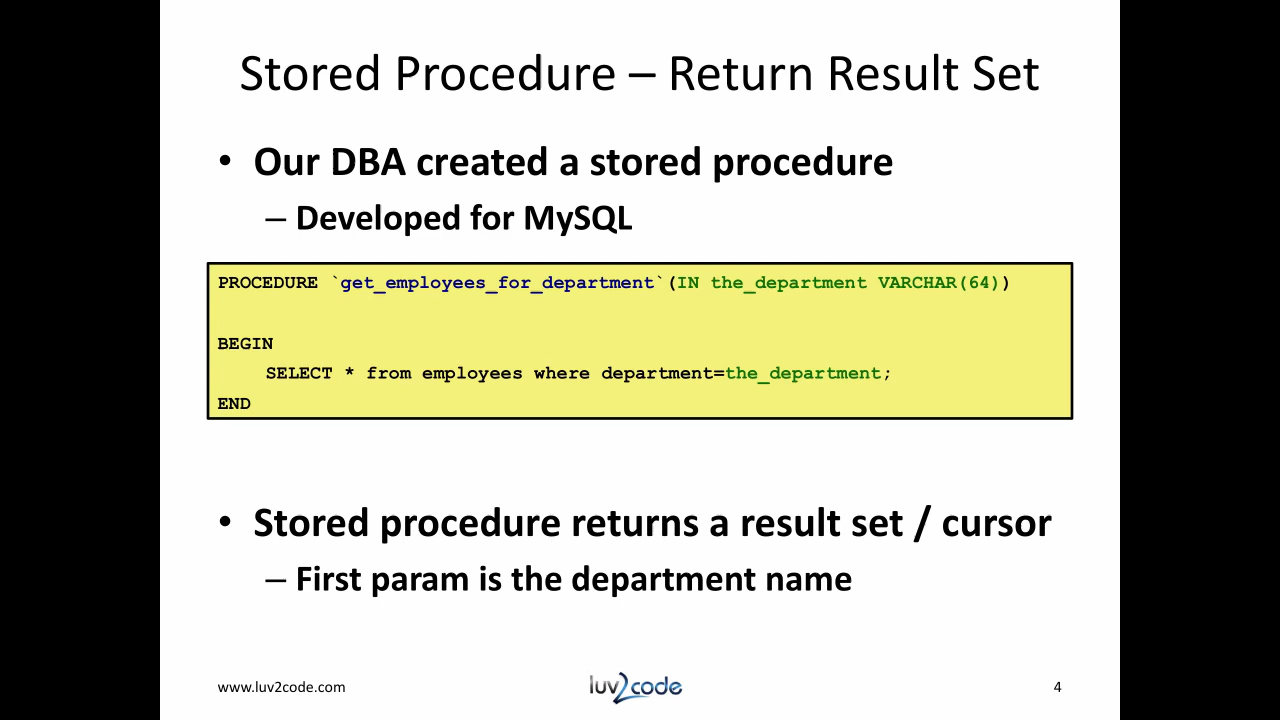 Stored Procedure – Return Result Set
• Our DBA created a stored procedure
– Developed for MySQL
PROCEDURE `get_employees_for_department`(IN the_department VARCHAR(64))
BEGIN
SELECT * from employees where department=the_department;
END
• Stored procedure returns a result set / cursor
– First param is the department name
www.luv2code.com
luv2code
4